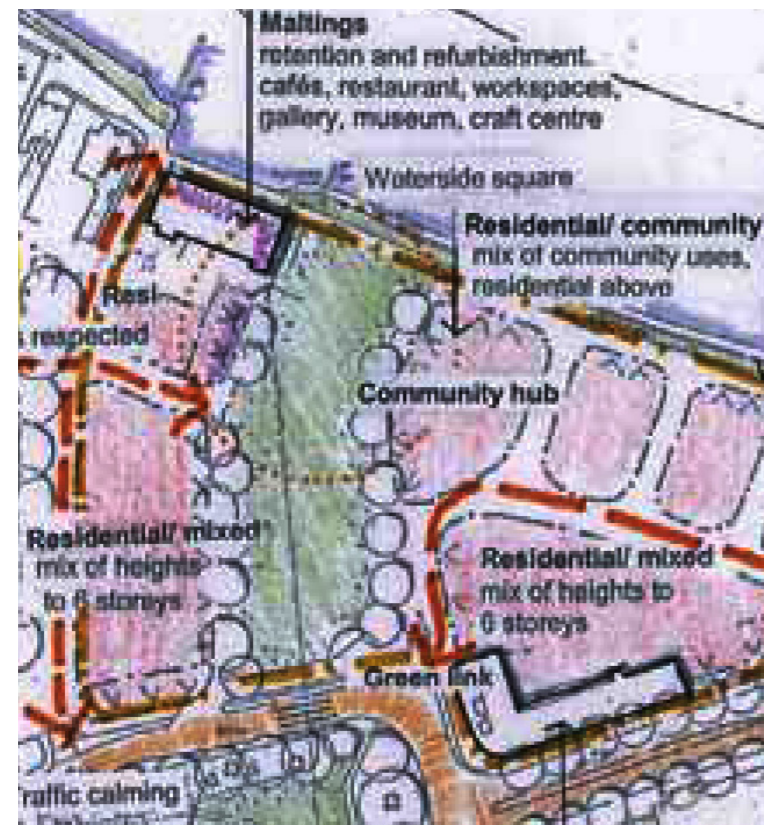 Maltings
retention and refurbishment.
cafés, restaurant, workspaces,
gallery, museum, craft centre
Waterside square
Residential/ community
mix of community uses,
residential above
Resi
respected
Community hub
Residential/ mixed
mix of heights
to 6 storeys
Residential/ mixed
mix of heights to
6 storeys
Green link
raffic calming